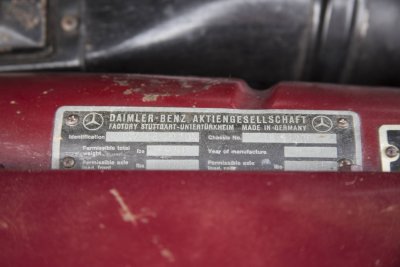 DAIMLER-BENZ AKTIENGESELLSCHAFT
FACTORY STUTTGART-UNTERTÜRKHEIM MADE IN GERMANY
Identification Chassis No.
Permissible total weight. lbs Year of manufacture.
Permissible axle load, front lbs Permissible axle load, rear lbs